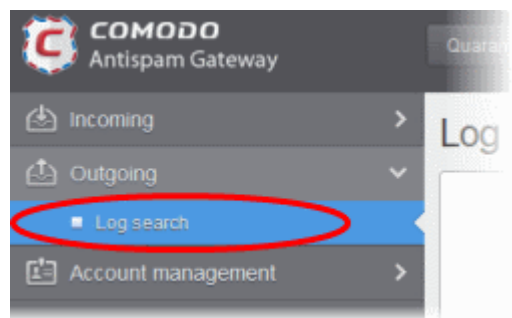 COMODO
Antispam Gateway
Incoming
Log
Outgoing
Log search
Account management